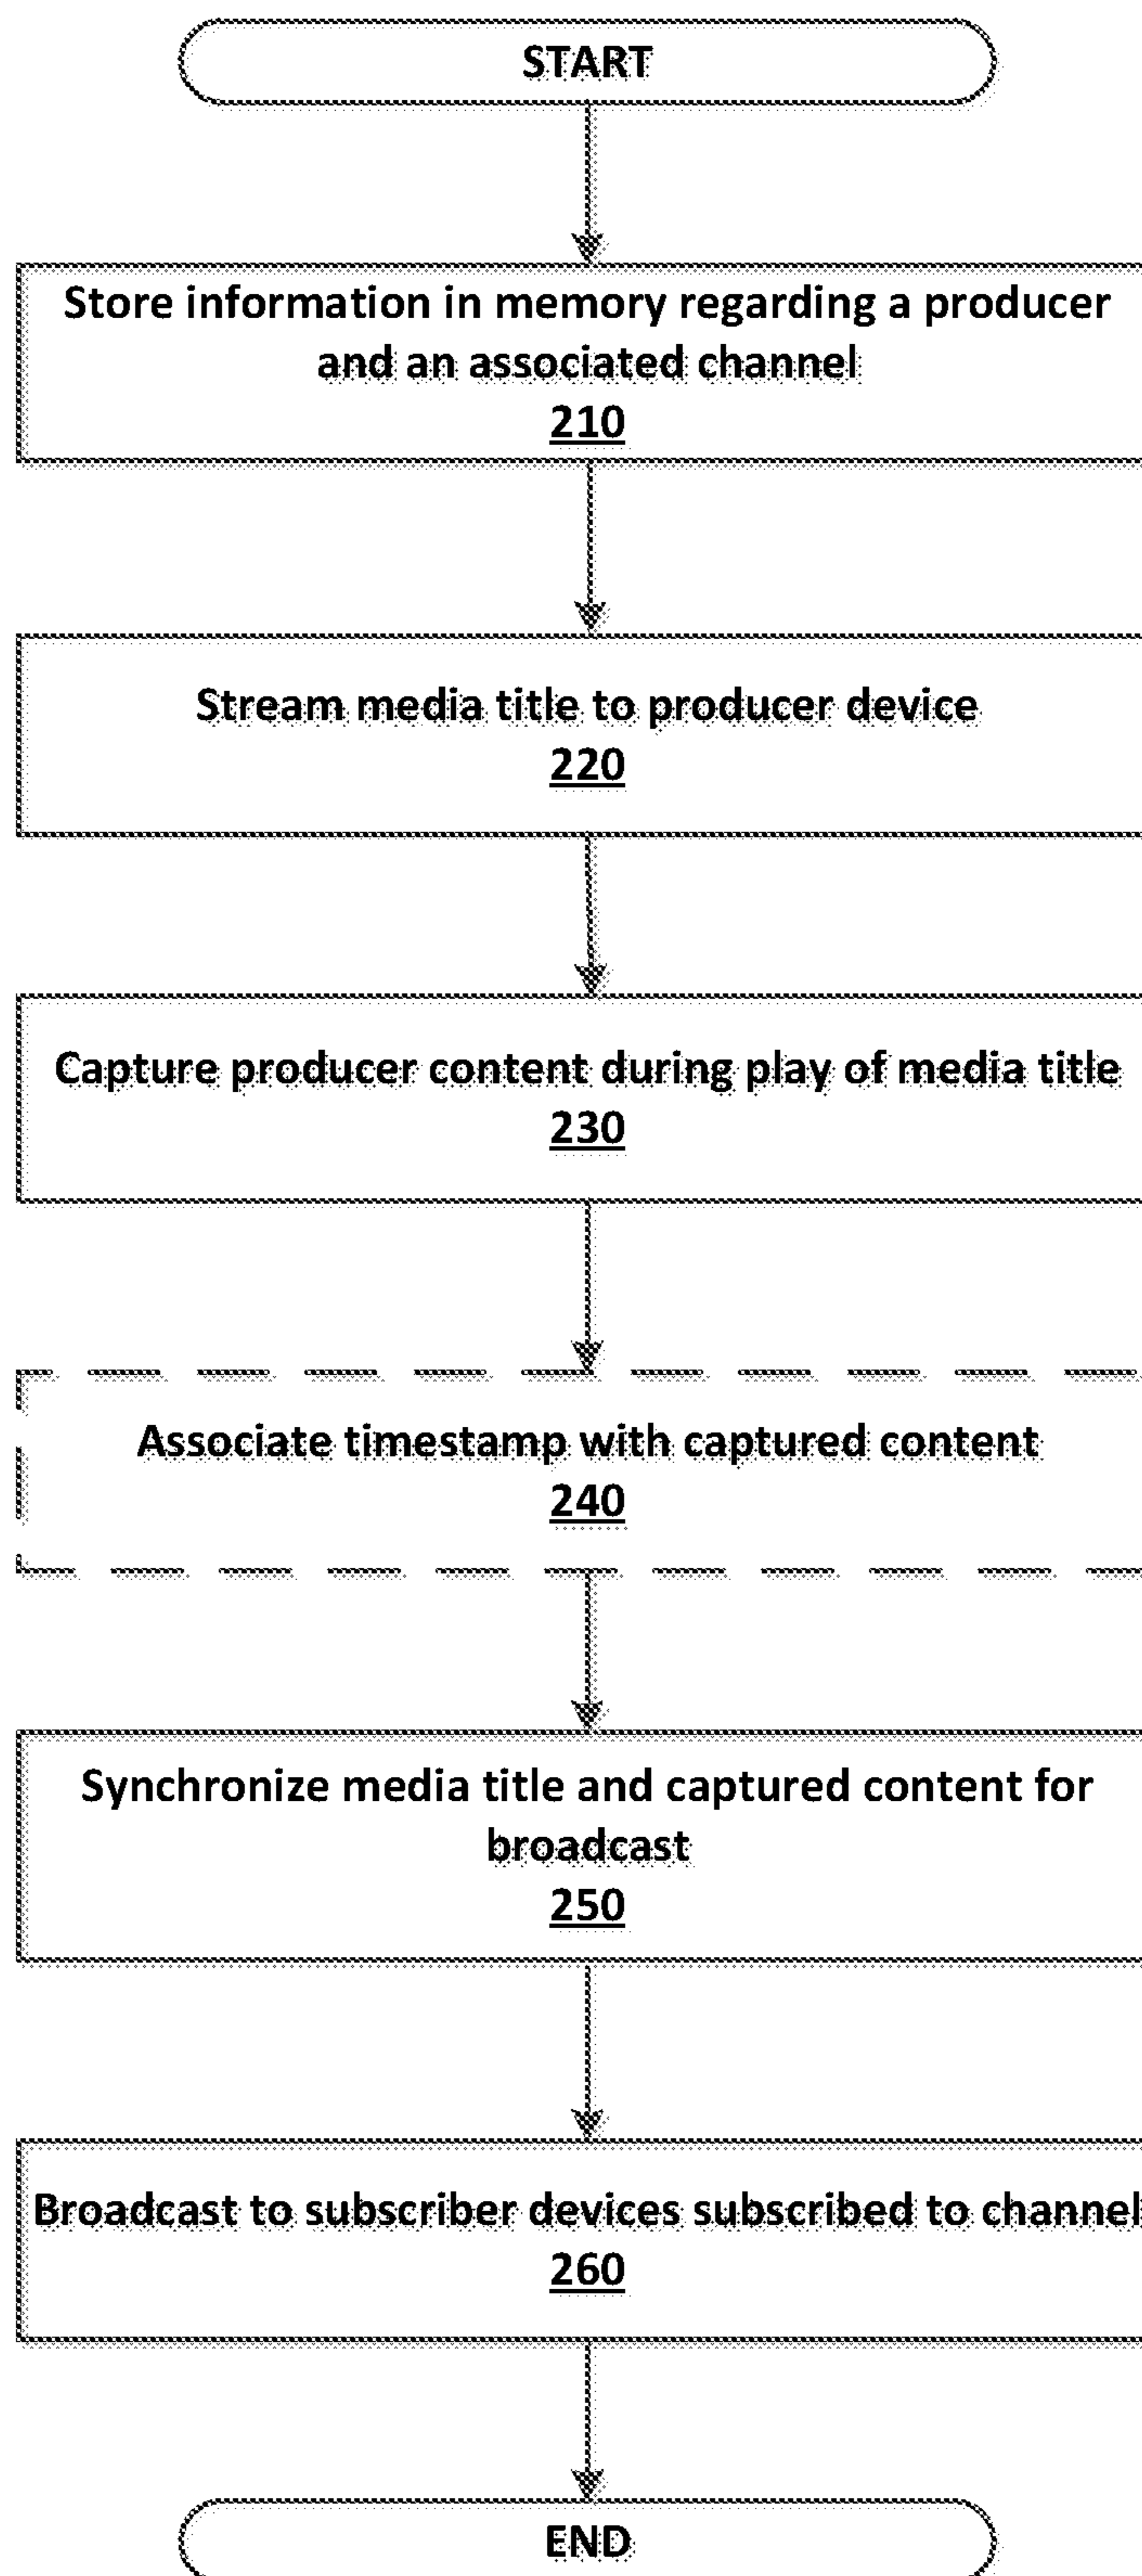 START
Store information in memory regarding a producer
and an associated channel
210
Stream media title to producer device
220
Capture producer content during play of media title
230
Associate timestamp with captured content
240
Synchronize media title and captured content for
broadcast
250
Broadcast to subscriber devices subscribed to channel
260
END